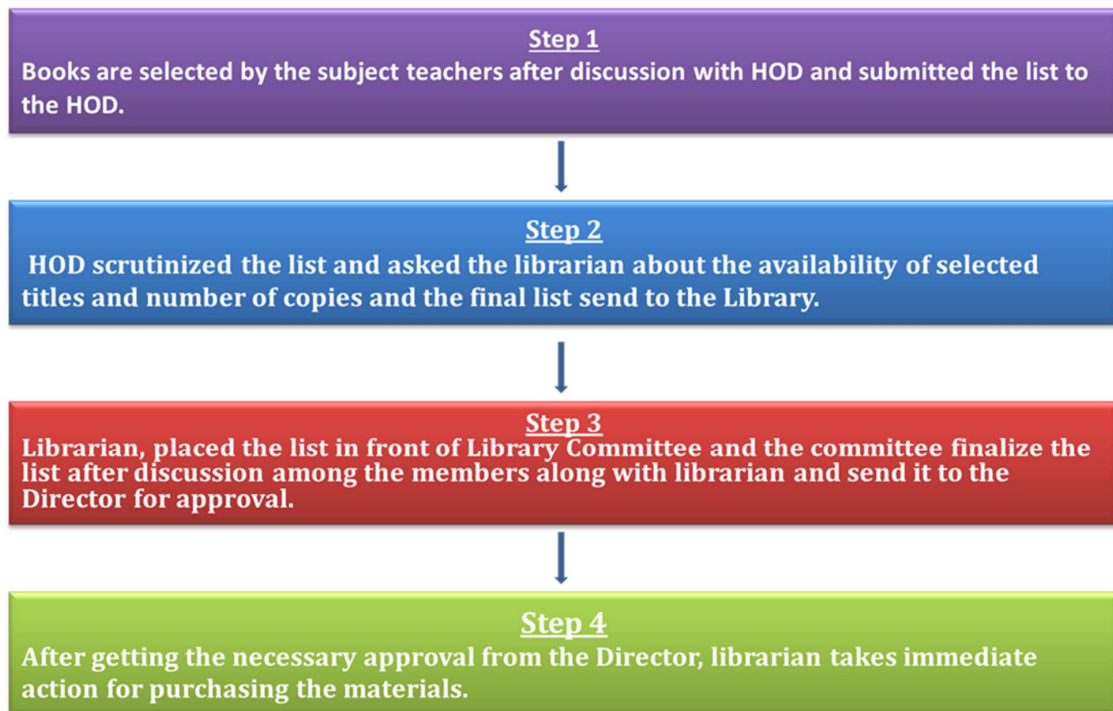 Step 1
Books are selected by the subject teachers after discussion with HOD and submitted the list to
the HOD.
Step 2
HOD scrutinized the list and asked the librarian about the availability of selected
titles and number of copies and the final list send to the Library.
Step 3
Librarian, placed the list in front of Library Committee and the committee finalize the
list after discussion among the members along with librarian and send it to the
Director for approval.
Step 4
After getting the necessary approval from the Director, librarian takes immediate
action for purchasing the materials.